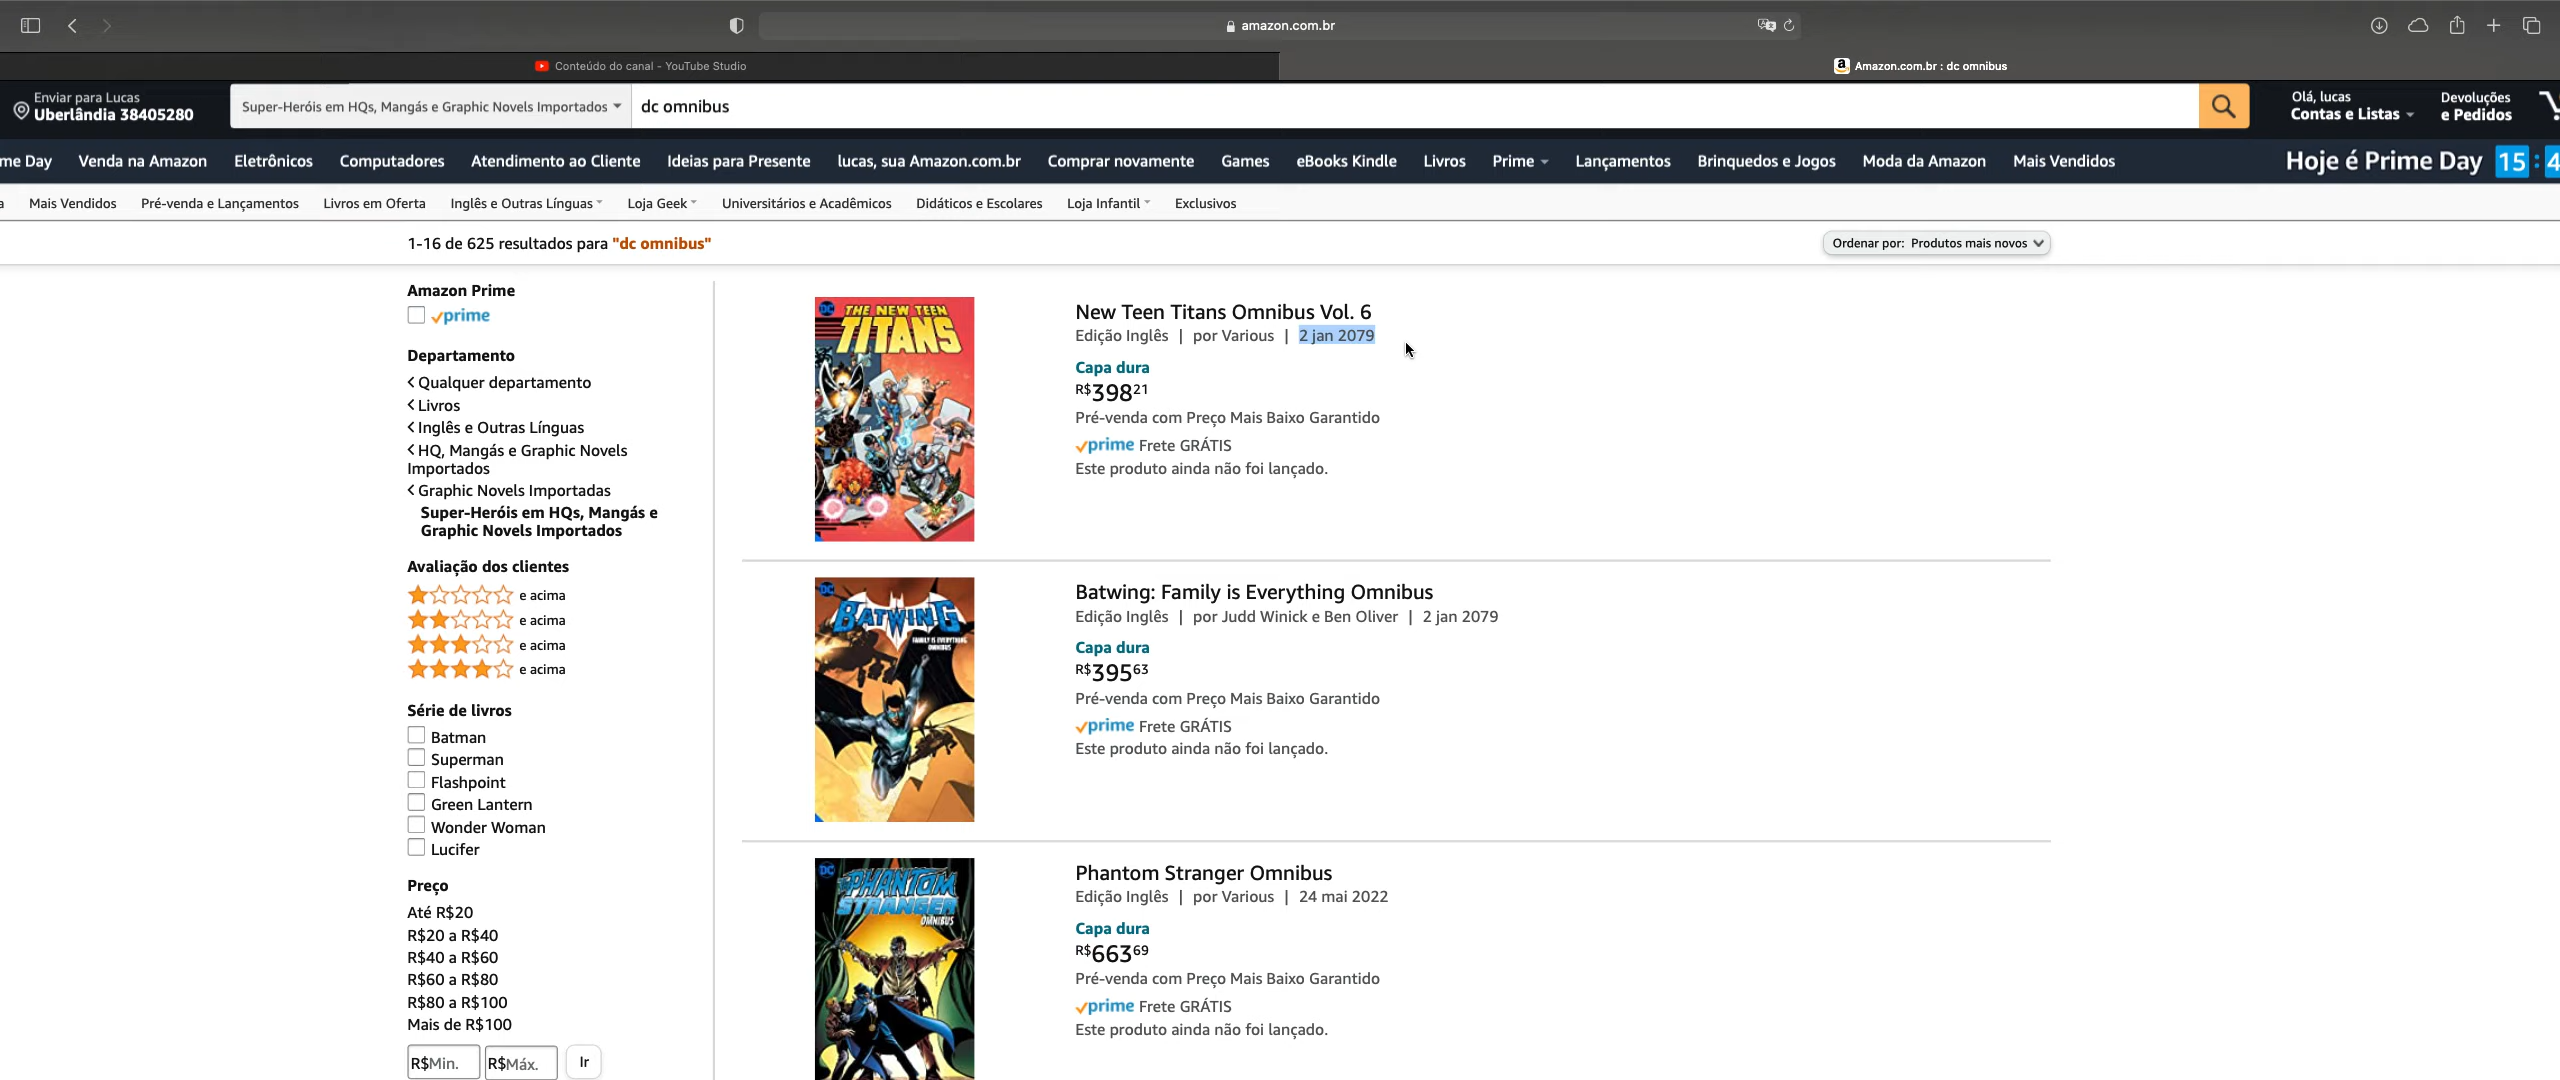 amazon.com.br
Conteúdo do canal - YouTube Studio
Amazon.com.br : dc omnibus
Enviar para Lucas
Uberlândia 38405280
Super-Heróis em HQs, Mangás e Graphic Novels Importados
dc omnibus
Olá, lucas
Contas e Listas
Devoluções
e Pedidos
me Day Venda na Amazon Eletrônicos Computadores Atendimento ao Cliente Ideias para Presente lucas, sua Amazon.com.br Comprar novamente Games eBooks Kindle Livros Prime Lançamentos Brinquedos e Jogos Moda da Amazon Mais Vendidos Hoje é Prime Day 15 : 4
a Mais Vendidos Pré-venda e Lançamentos Livros em Oferta Inglês e Outras Línguas Loja Geek Universitários e Acadêmicos Didáticos e Escolares Loja Infantil Exclusivos
1-16 de 625 resultados para "dc omnibus"
Ordenar por: Produtos mais novos
Amazon Prime
prime
Departamento
Qualquer departamento
Livros
Inglês e Outras Línguas
HQ, Mangás e Graphic Novels
Importados
Graphic Novels Importadas
Super-Heróis em HQs, Mangás e
Graphic Novels Importados
Avaliação dos clientes
e acima
e acima
e acima
e acima
Série de livros
Batman
Superman
Flashpoint
Green Lantern
Wonder Woman
Lucifer
Preço
Até R$20
R$20 a R$40
R$40 a R$60
R$60 a R$80
R$80 a R$100
Mais de R$100
R$Min. R$Máx. Ir
DC
THE NEW TEEN
TITANS
New Teen Titans Omnibus Vol. 6
Edição Inglês | por Various | 2 jan 2079
Capa dura
R$39821
Pré-venda com Preço Mais Baixo Garantido
prime Frete GRÁTIS
Este produto ainda não foi lançado.
DC
BATWING
FAMILY IS EVERYTHING
OMNIBUS
Batwing: Family is Everything Omnibus
Edição Inglês | por Judd Winick e Ben Oliver | 2 jan 2079
Capa dura
R$39563
Pré-venda com Preço Mais Baixo Garantido
prime Frete GRÁTIS
Este produto ainda não foi lançado.
DC
THE PHANTOM
STRANGER
OMNIBUS
Phantom Stranger Omnibus
Edição Inglês | por Various | 24 mai 2022
Capa dura
R$66369
Pré-venda com Preço Mais Baixo Garantido
prime Frete GRÁTIS
Este produto ainda não foi lançado.